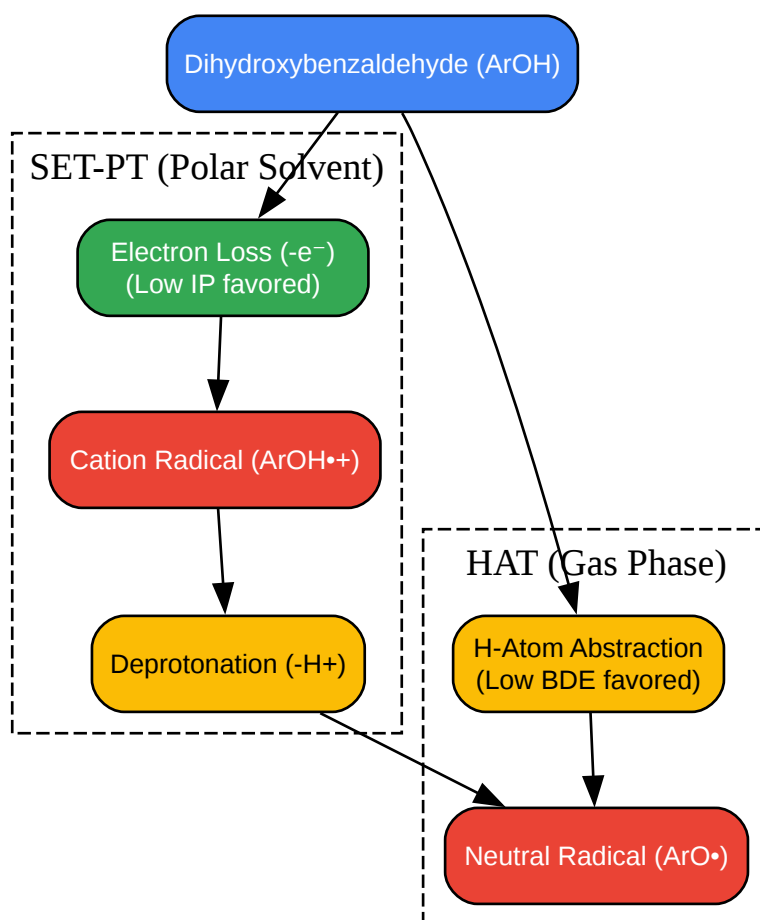 Dihydroxybenzaldehyde (ArOH)
SET-PT (Polar Solvent)
Electron Loss (-e⁻)
(Low IP favored)
Cation Radical (ArOH•+)
HAT (Gas Phase)
Deprotonation (-H+)
H-Atom Abstraction
(Low BDE favored)
Neutral Radical (ArO•)